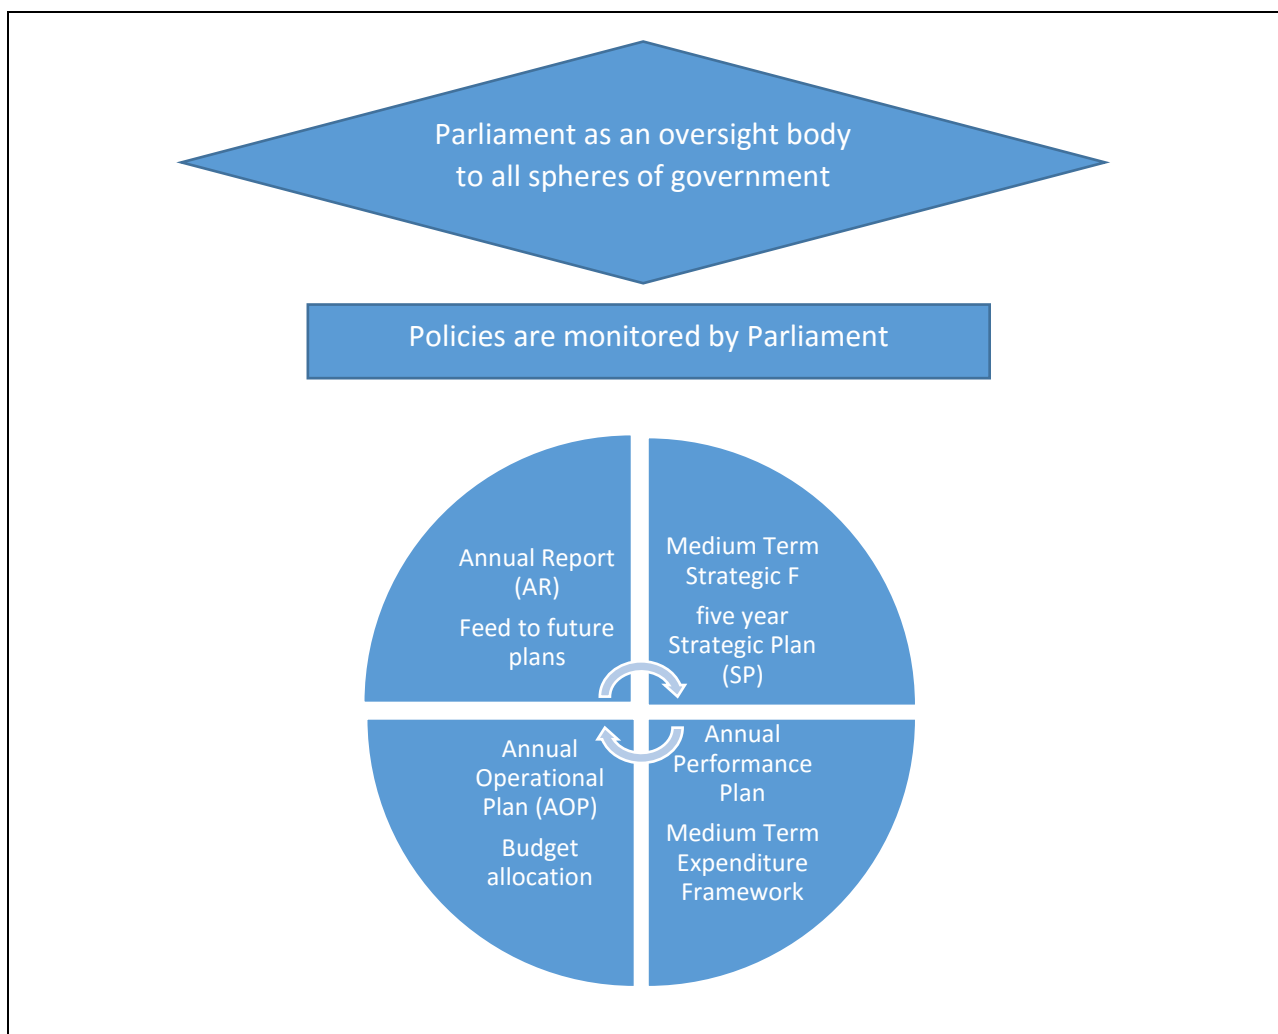 Parliament as an oversight body
to all spheres of government
Policies are monitored by Parliament
Annual Report
(AR)
Feed to future
plans
Medium Term
Strategic F
five year
Strategic Plan
(SP)
Annual
Operational
Plan (AOP)
Budget
allocation
Annual
Performance
Plan
Medium Term
Expenditure
Framework